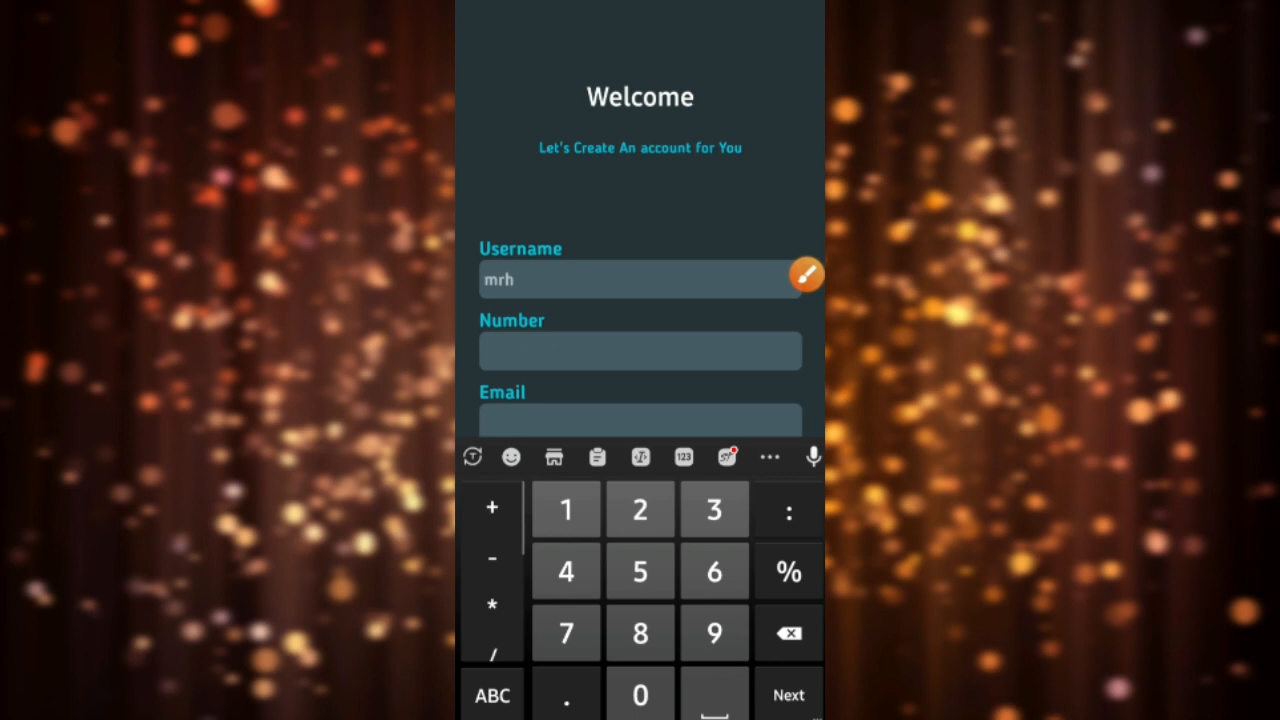 Welcome
Let's Create An account for You
Username
mrh
Number
Email
123
+ 1 2 3 :
- 4 5 6 %
* 7 8 9
/
ABC . 0 Next